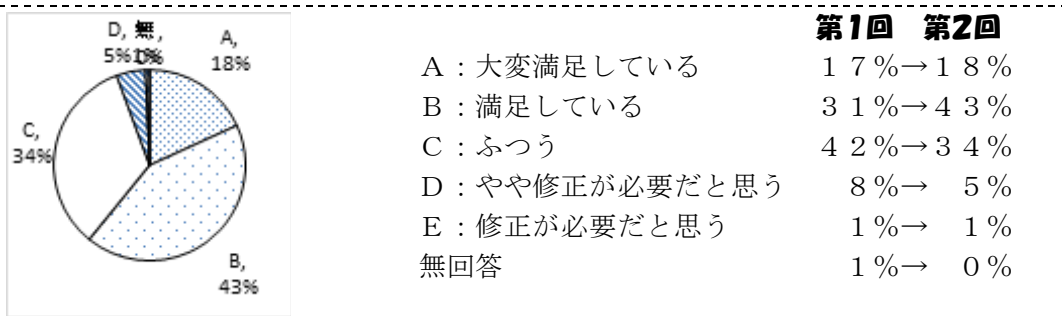 D, 無,
5%1%
0%
A,
18%
C,
34%
B,
43%
第1回 第2回
A:大変満足している 17%→18%
B:満足している 31%→43%
C:ふつう 42%→34%
D:やや修正が必要だと思う 8%→ 5%
E:修正が必要だと思う 1%→ 1%
無回答 1%→ 0%